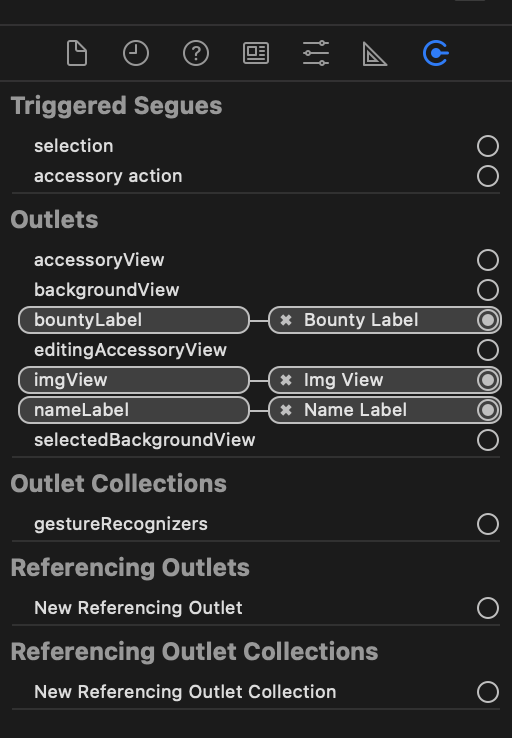 Triggered Segues
selection
accessory action
Outlets
accessoryView
backgroundView
bountyLabel Bounty Label
editingAccessoryView
imgView Img View
nameLabel Name Label
selectedBackgroundView
Outlet Collections
gestureRecognizers
Referencing Outlets
New Referencing Outlet
Referencing Outlet Collections
New Referencing Outlet Collection